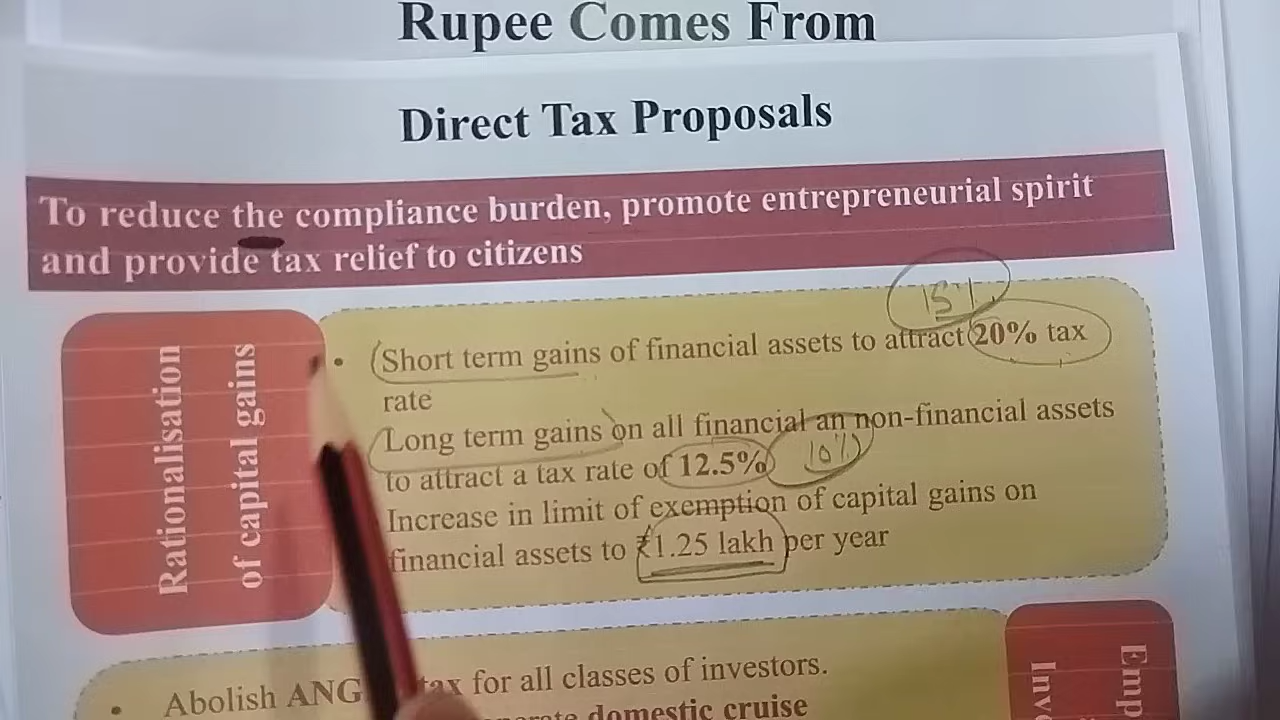 Rupee Comes From
Direct Tax Proposals
To reduce the compliance burden, promote entrepreneurial spirit
and provide tax relief to citizens
Rationalisation
of capital gains
15%
• Short term gains of financial assets to attract 20% tax
rate
Long term gains on all financial an non-financial assets
to attract a tax rate of 12.5% 10%
Increase in limit of exemption of capital gains on
financial assets to ₹1.25 lakh per year
• Abolish ANG tax for all classes of investors.
domestic cruise